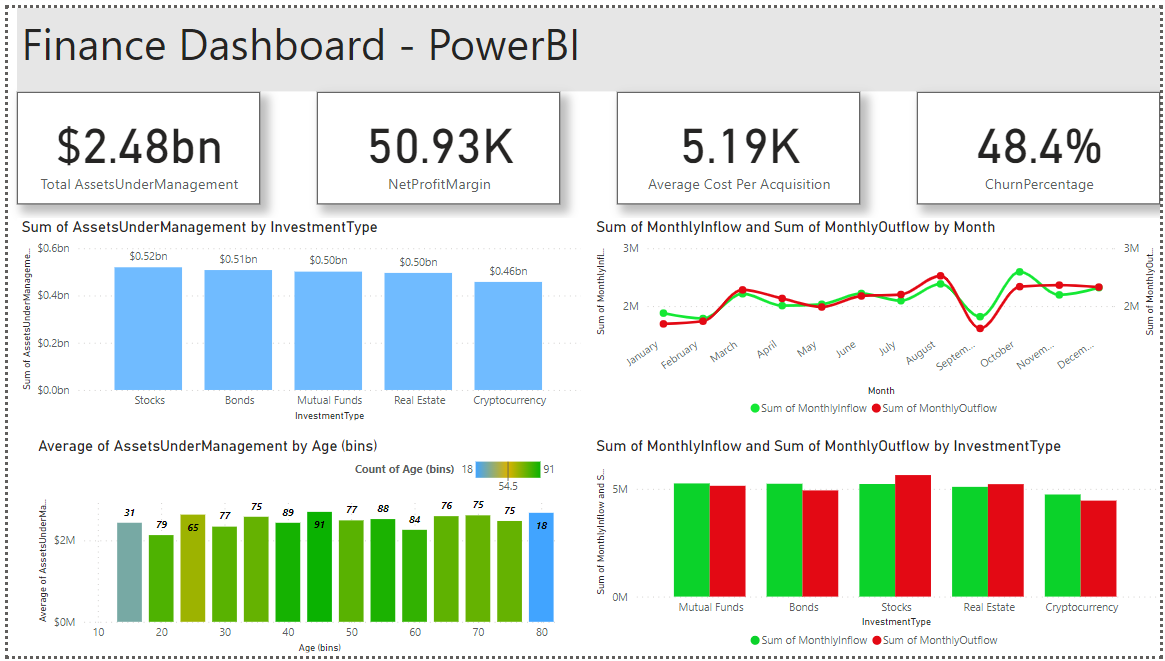 Finance Dashboard - PowerBI
$2.48bn
Total AssetsUnderManagement
50.93K
NetProfitMargin
5.19K
Average Cost Per Acquisition
48.4%
ChurnPercentage
Sum of AssetsUnderManagement by InvestmentType
Sum of AssetsUnderManageme...
$0.6bn
$0.4bn
$0.2bn
$0.0bn
$0.52bn
$0.51bn
$0.50bn
$0.50bn
$0.46bn
Stocks
Bonds
Mutual Funds
Real Estate
Cryptocurrency
InvestmentType
Sum of MonthlyInflow and Sum of MonthlyOutflow by Month
Sum of MonthlyInfl...
3M
2M
3M
2M
Sum of MonthlyOut...
January
February
March
April
May
June
July
August
Septem...
October
Novem...
Decem...
Month
Sum of MonthlyInflow
Sum of MonthlyOutflow
Average of AssetsUnderManagement by Age (bins)
Count of Age (bins)
18
91
54.5
Average of AssetsUnderMa...
$2M
$0M
31
79
65
77
75
89
91
77
88
84
76
75
75
18
10
20
30
40
50
60
70
80
Age (bins)
Sum of MonthlyInflow and Sum of MonthlyOutflow by InvestmentType
Sum of MonthlyInflow and S...
5M
0M
Mutual Funds
Bonds
Stocks
Real Estate
Cryptocurrency
InvestmentType
Sum of MonthlyInflow
Sum of MonthlyOutflow